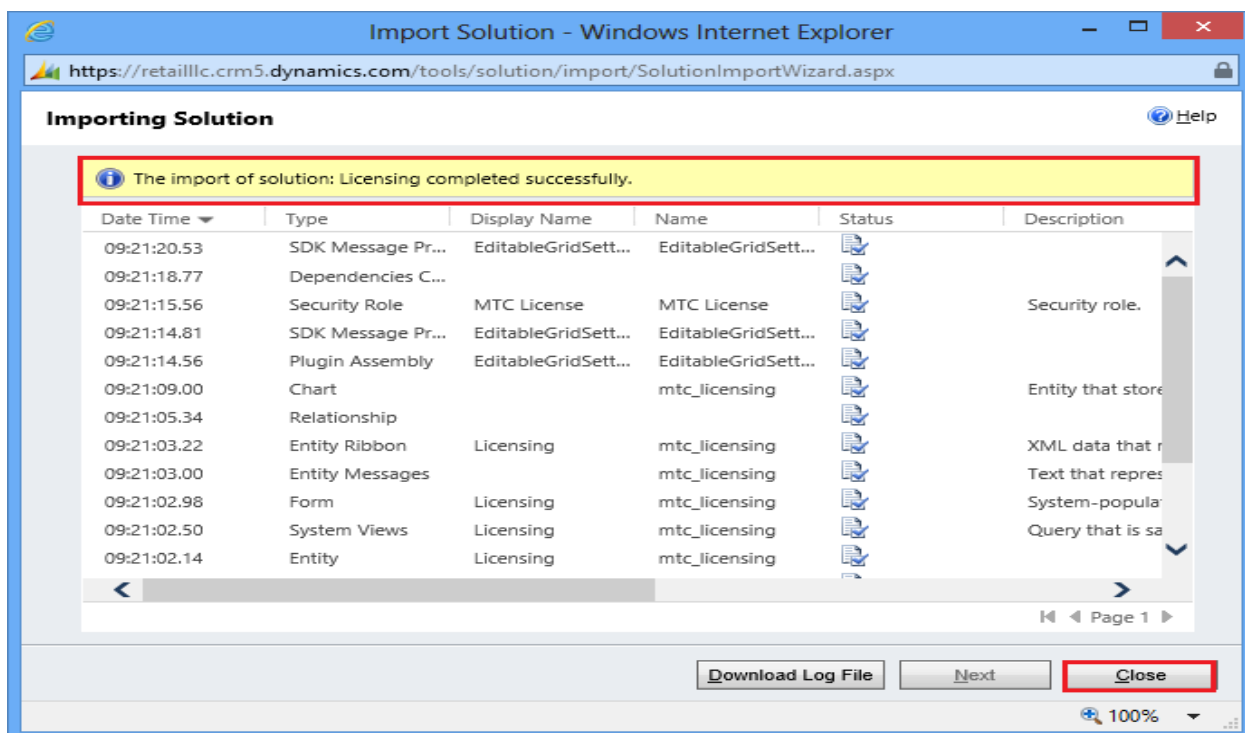 Import Solution - Windows Internet Explorer
https://retailllc.crm5.dynamics.com/tools/solution/import/SolutionImportWizard.aspx
Importing Solution Help
The import of solution: Licensing completed successfully.
Date Time Type Display Name Name Status Description
09:21:20.53 SDK Message Pr... EditableGridSett... EditableGridSett...
09:21:18.77 Dependencies C...
09:21:15.56 Security Role MTC License MTC License Security role.
09:21:14.81 SDK Message Pr... EditableGridSett... EditableGridSett...
09:21:14.56 Plugin Assembly EditableGridSett... EditableGridSett...
09:21:09.00 Chart mtc_licensing Entity that store
09:21:05.34 Relationship
09:21:03.22 Entity Ribbon Licensing mtc_licensing XML data that r
09:21:03.00 Entity Messages mtc_licensing Text that repres
09:21:02.98 Form Licensing mtc_licensing System-popula
09:21:02.50 System Views Licensing mtc_licensing Query that is sa
09:21:02.14 Entity Licensing mtc_licensing
Page 1
Download Log File Next Close
100%